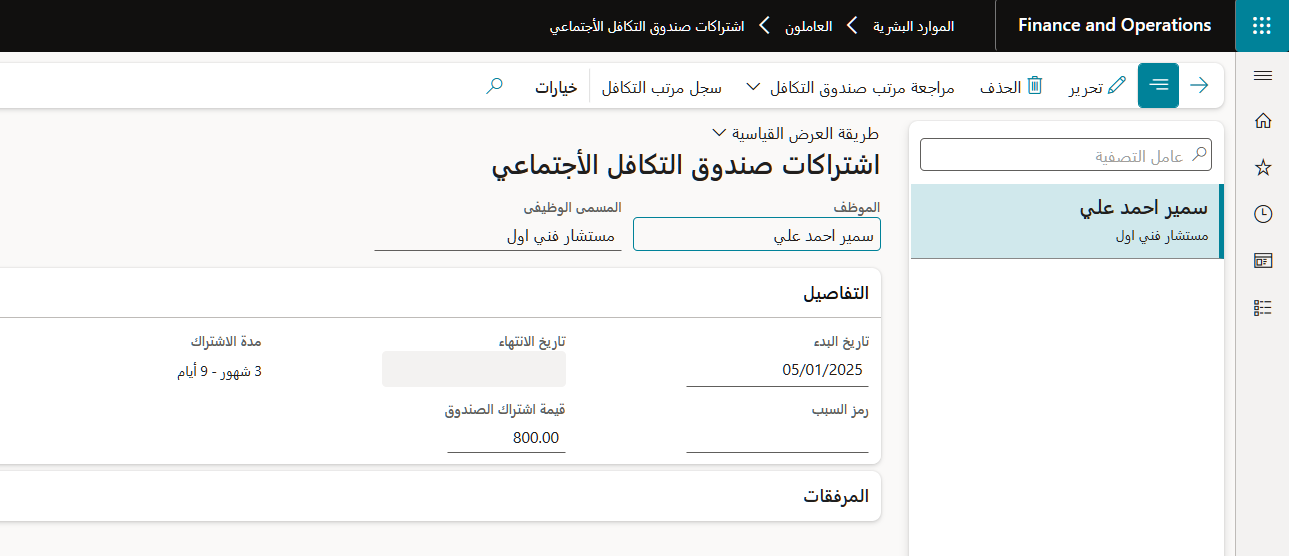 Finance and Operations
الموارد البشرية
العاملون
اشتراكات صندوق التكافل الأجتماعي
تحرير
الحذف
مراجعة مرتب صندوق التكافل
سجل مرتب التكافل
خيارات
عامل التصفية
سمير احمد علي
مستشار فني اول
طريقة العرض القياسية
اشتراكات صندوق التكافل الأجتماعي
الموظف
المسمى الوظيفى
سمير احمد علي
مستشار فني اول
التفاصيل
تاريخ البدء
تاريخ الانتهاء
مدة الاشتراك
05/01/2025
3 شهور - 9 أيام
رمز السبب
قيمة اشتراك الصندوق
800.00
المرفقات